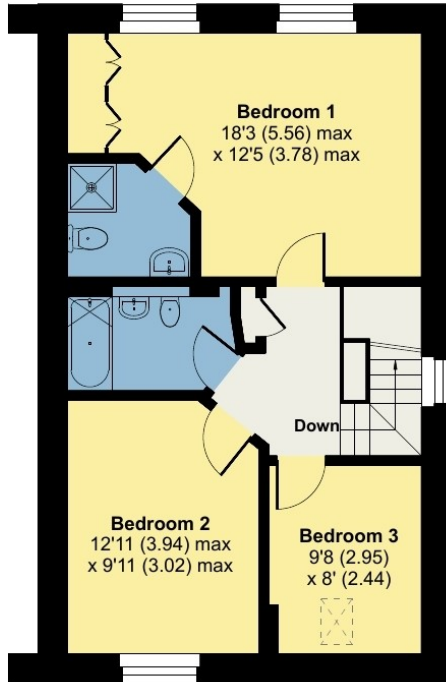 Bedroom 1
18'3 (5.56) max
x 12'5 (3.78) max
Down
Bedroom 2
12'11 (3.94) max
x 9'11 (3.02) max
Bedroom 3
9'8 (2.95)
x 8' (2.44)